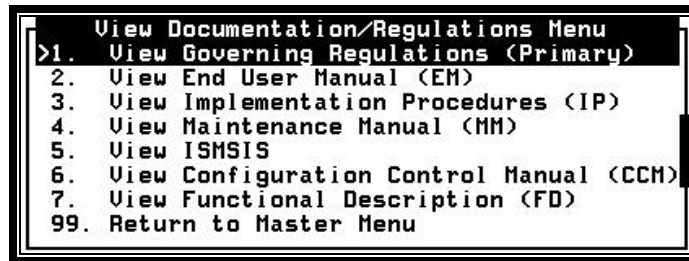 View Documentation/Regulations Menu
>1. View Governing Regulations (Primary)
2. View End User Manual (EM)
3. View Implementation Procedures (IP)
4. View Maintenance Manual (MM)
5. View ISMSIS
6. View Configuration Control Manual (CCM)
7. View Functional Description (FD)
99. Return to Master Menu